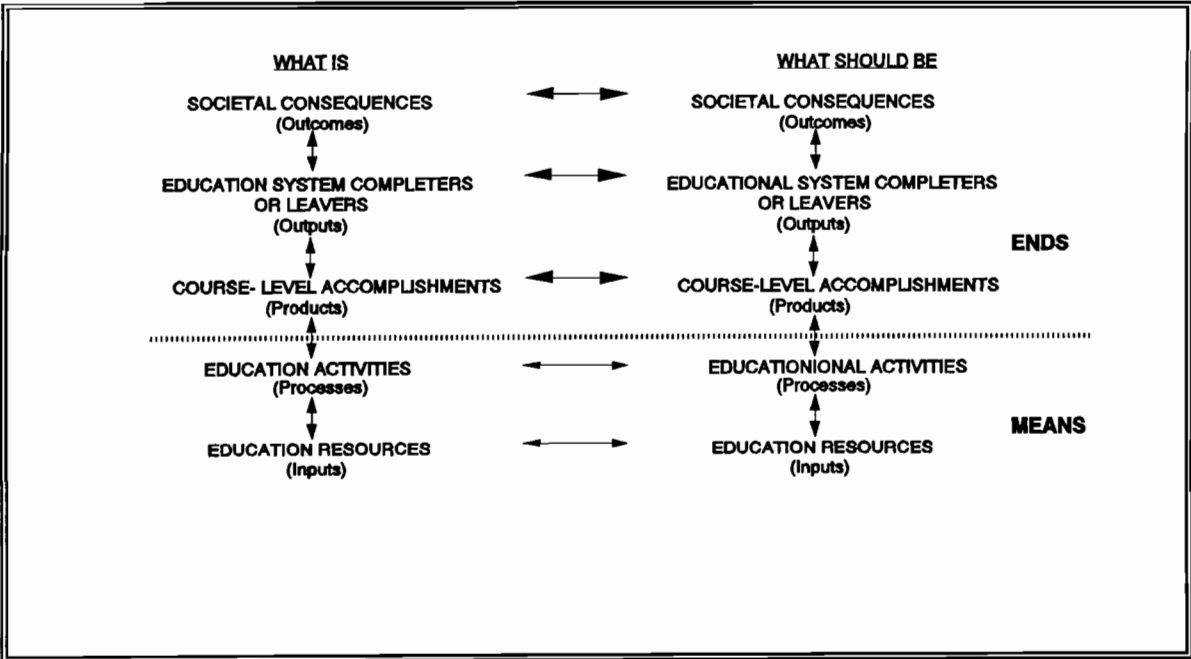 WHAT IS
SOCIETAL CONSEQUENCES
(Outcomes)
EDUCATION SYSTEM COMPLETERS
OR LEAVERS
(Outputs)
COURSE- LEVEL ACCOMPLISHMENTS
(Products)
EDUCATION ACTIVITIES
(Processes)
EDUCATION RESOURCES
(Inputs)
WHAT SHOULD BE
SOCIETAL CONSEQUENCES
(Outcomes)
EDUCATIONAL SYSTEM COMPLETERS
OR LEAVERS
(Outputs)
COURSE-LEVEL ACCOMPLISHMENTS
(Products)
EDUCATIONIONAL ACTIVITIES
(Processes)
EDUCATION RESOURCES
(Inputs)
ENDS
MEANS